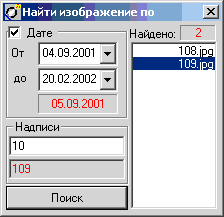 Найти изображение по
Дате
От 04.09.2001
до 20.02.2002
05.09.2001
Надписи
10
109
Поиск
Найдено: 2
108.jpg
109.jpg